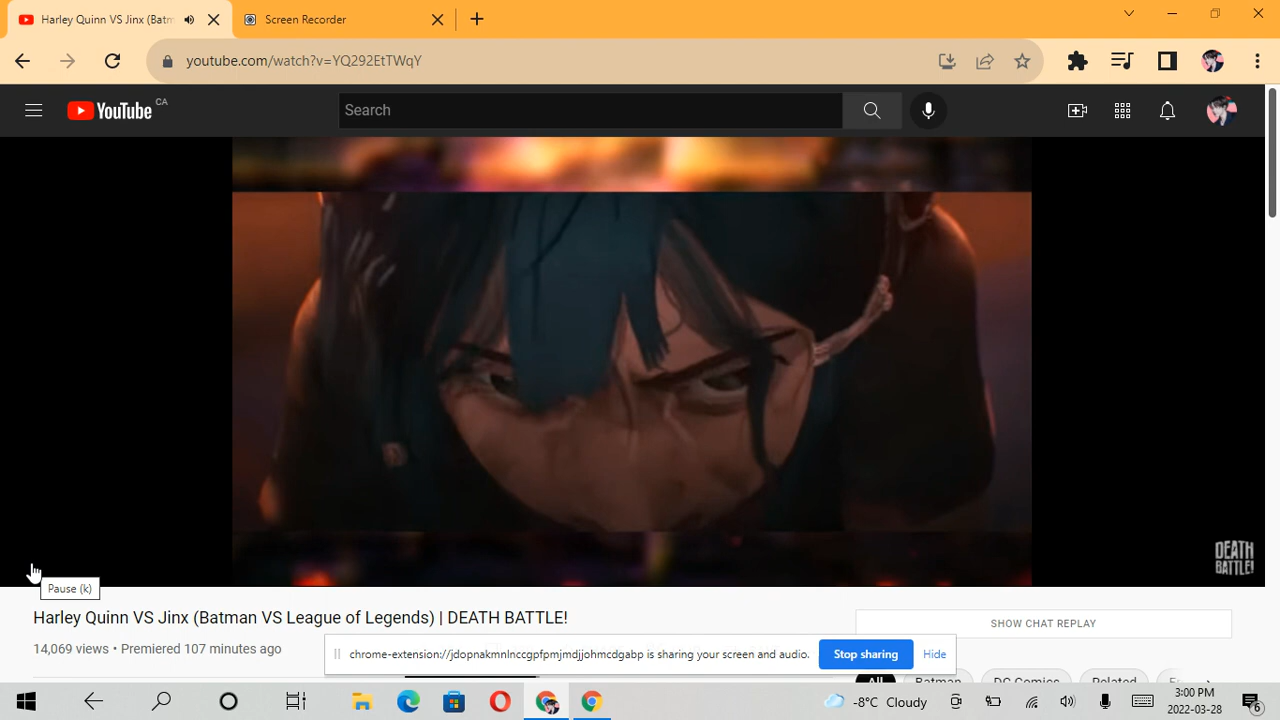 Harley Quinn VS Jinx (Batm
Screen Recorder
youtube.com/watch?v=YQ292EtTWqY
YouTube CA
Search
DEATH BATTLE!
Pause (k)
Harley Quinn VS Jinx (Batman VS League of Legends) | DEATH BATTLE!
14,069 views • Premiered 107 minutes ago
SHOW CHAT REPLAY
chrome-extension://jdopnakmnlnccgpfpmjmdjjohmcdgabp is sharing your screen and audio.
Stop sharing
Hide
All
Batman
DC Comics
Related
-8°C Cloudy
3:00 PM
2022-03-28
6